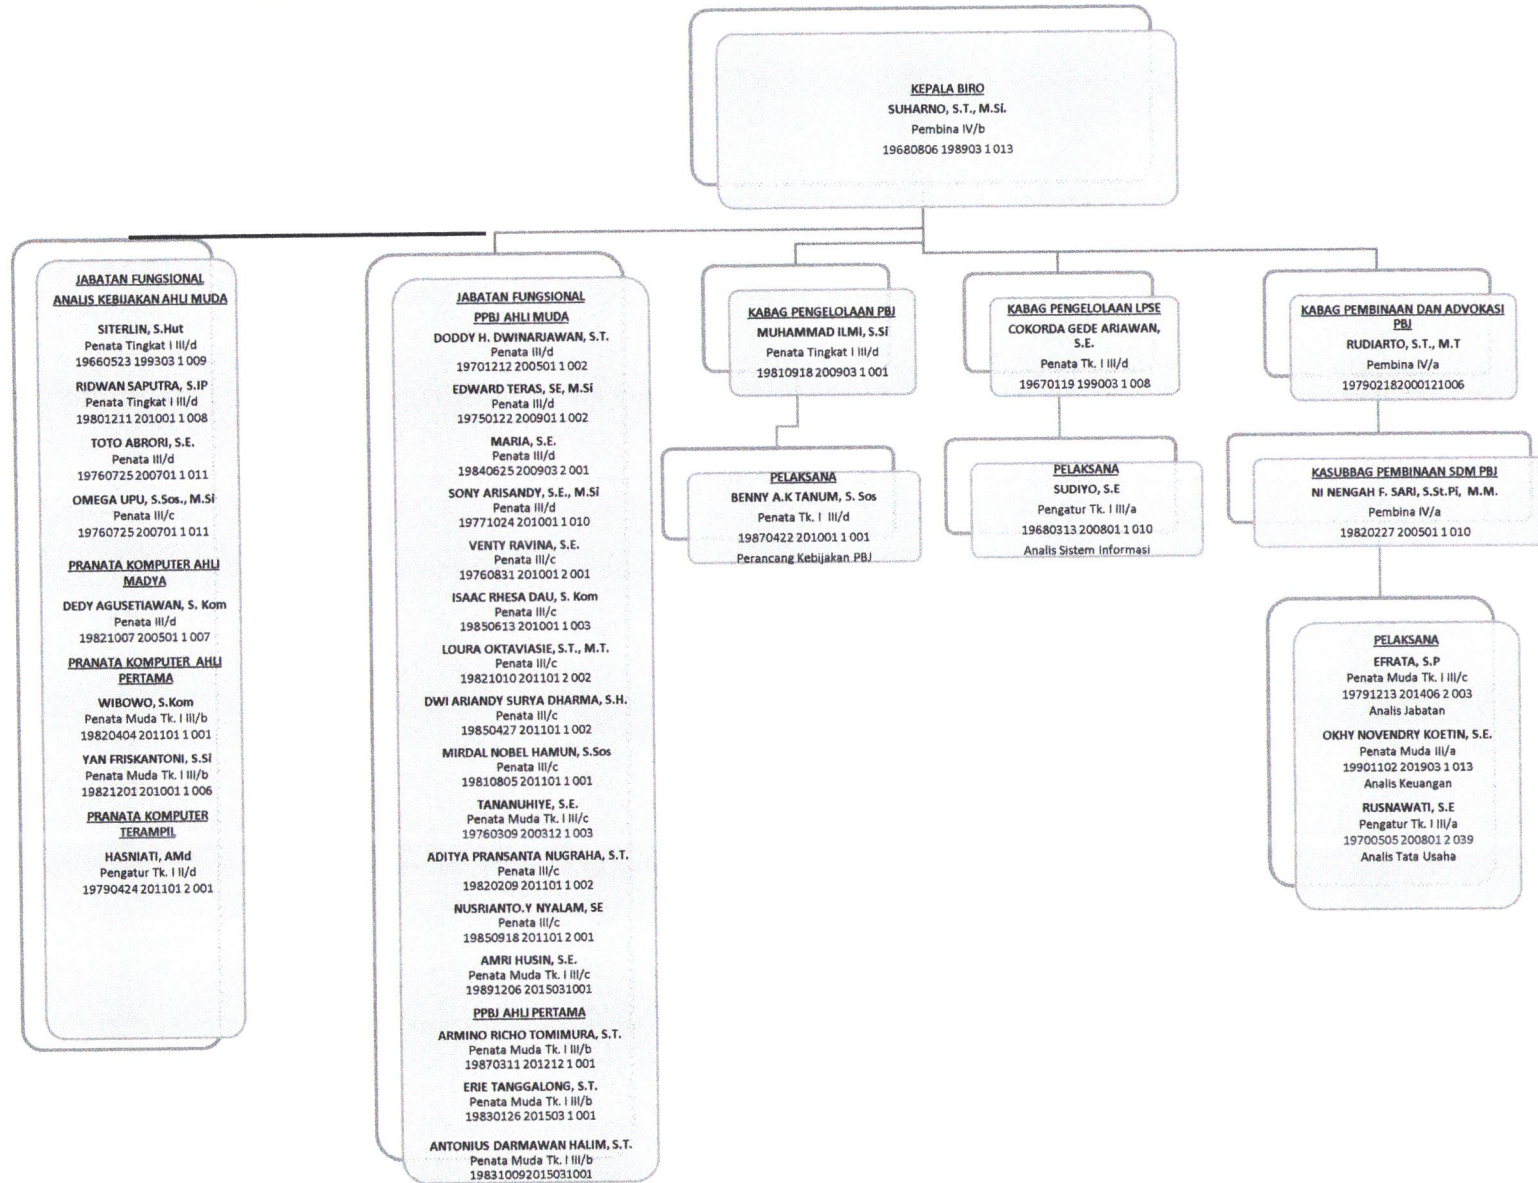 KEPALA BIRO
SUHARNO, S.T., M.Si.
Pembina IV/b
19680806 198903 1 013
JABATAN FUNGSIONAL
ANALIS KEBIJAKAN AHLI MUDA
SITERLIN, S.Hut
Penata Tingkat I III/d
19660523 199303 1 009
RIDWAN SAPUTRA, S.IP
Penata Tingkat I III/d
19801211 201001 1 008
TOTO ABRORI, S.E.
Penata III/d
19760725 200701 1 011
OMEGA UPU, S.Sos., M.Si
Penata III/c
19760725 200701 1 011
PRANATA KOMPUTER AHLI
MADYA
DEDY AGUSETIAWAN, S. Kom
Penata III/d
19821007 200501 1 007
PRANATA KOMPUTER AHLI
PERTAMA
WIBOWO, S.Kom
Penata Muda Tk. I III/b
19820404 201101 1 001
YAN FRISKANTONI, S.Si
Penata Muda Tk. I III/b
19821201 201001 1 006
PRANATA KOMPUTER
TERAMPIL
HASNIATI, AMd
Pengatur Tk. I II/d
19790424 201101 2 001
JABATAN FUNGSIONAL
PPBJ AHLI MUDA
DODDY H. DWINARJAWAN, S.T.
Penata III/d
19701212 200501 1 002
EDWARD TERAS, SE, M.Si
Penata III/d
19750122 200901 1 002
MARIA, S.E.
Penata III/d
19840625 200903 2 001
SONY ARISANDY, S.E., M.Si
Penata III/d
19771024 201001 1 010
VENTY RAVINA, S.E.
Penata III/c
19760831 201001 2 001
ISAAC RHESA DAU, S. Kom
Penata III/c
19850613 201001 1 003
LOURA OKTAVIASIE, S.T., M.T.
Penata III/c
19821010 201101 2 002
DWI ARIANDY SURYA DHARMA, S.H.
Penata III/c
19850427 201101 1 002
MIRDAL NOBEL HAMUN, S.Sos
Penata III/c
19810805 201101 1 001
TANANUHIYE, S.E.
Penata Muda Tk. I III/c
19760309 200312 1 003
ADITYA PRANSANTA NUGRAHA, S.T.
Penata III/c
19820209 201101 1 002
NUSRIANTO.Y NYALAM, SE
Penata III/c
19850918 201101 2 001
AMRI HUSIN, S.E.
Penata Muda Tk. I III/c
19891206 2015031001
PPBJ AHLI PERTAMA
ARMINO RICHO TOMIMURA, S.T.
Penata Muda Tk. I III/b
19870311 201212 1 001
ERIE TANGGALONG, S.T.
Penata Muda Tk. I III/b
19830126 201503 1 001
ANTONIUS DARMAWAN HALIM, S.T.
Penata Muda Tk. I III/b
198310092015031001
KABAG PENGELOLAAN PBJ
MUHAMMAD ILMI, S.Si
Penata Tingkat I III/d
19810918 200903 1 001
PELAKSANA
BENNY A.K TANUM, S. Sos
Penata Tk. I III/d
19870422 201001 1 001
Perancang Kebijakan PBJ
KABAG PENGELOLAAN LPSE
COKORDA GEDE ARIAWAN,
S.E.
Penata Tk. I III/d
19670119 199003 1 008
PELAKSANA
SUDIYO, S.E
Pengatur Tk. I III/a
19680313 200801 1 010
Analis Sistem Informasi
KABAG PEMBINAAN DAN ADVOKASI
PBJ
RUDIARTO, S.T., M.T
Pembina IV/a
197902182000121006
KASUBBAG PEMBINAAN SDM PBJ
NI NENGAH F. SARI, S.St.Pi, M.M.
Pembina IV/a
19820227 200501 1 010
PELAKSANA
EFRATA, S.P
Penata Muda Tk. I III/c
19791213 201406 2 003
Analis Jabatan
OKHY NOVENDRY KOETIN, S.E.
Penata Muda III/a
19901102 201903 1 013
Analis Keuangan
RUSNAWATI, S.E
Pengatur Tk. I III/a
19700505 200801 2 039
Analis Tata Usaha